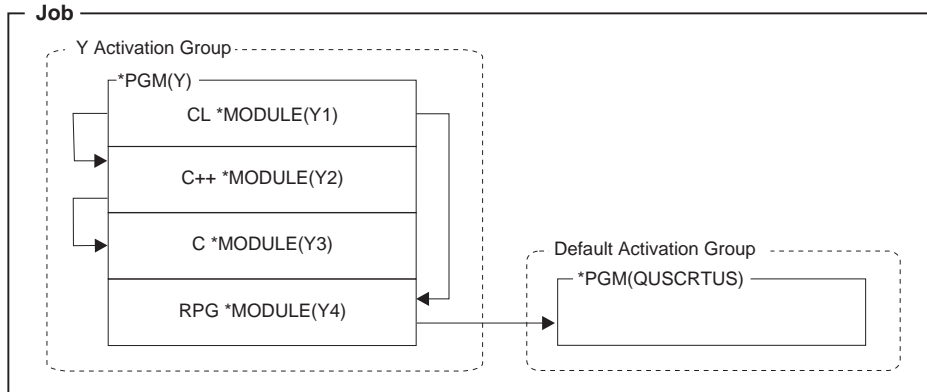 Job
Y Activation Group
*PGM(Y)
CL *MODULE(Y1)
C++ *MODULE(Y2)
C *MODULE(Y3)
RPG *MODULE(Y4)
Default Activation Group
*PGM(QUSCRTUS)